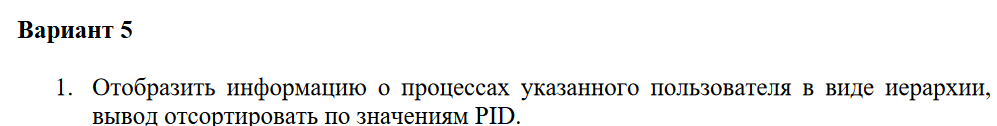 Вариант 5
1. Отобразить информацию о процессах указанного пользователя в виде иерархии,
вывод отсортировать по значениям PID.